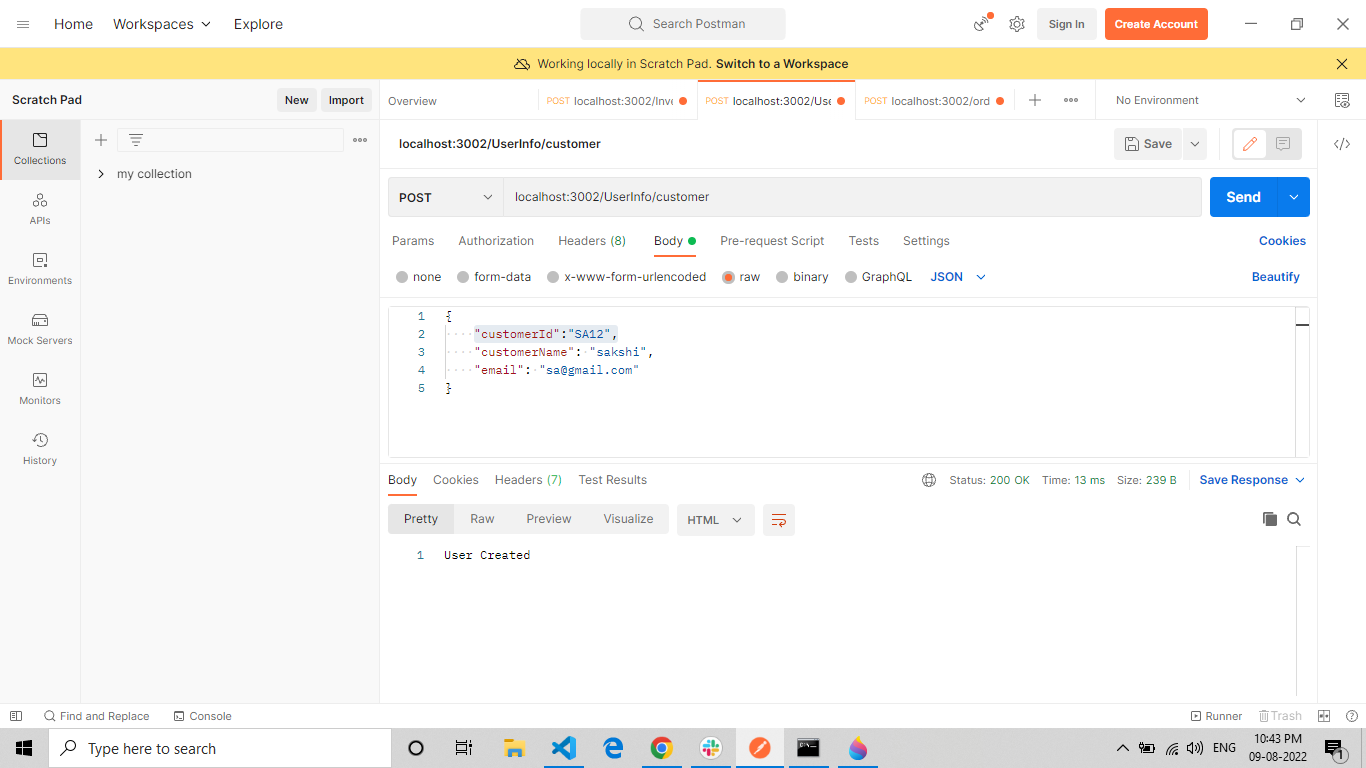 Home Workspaces Explore Search Postman Sign In Create Account
Working locally in Scratch Pad. Switch to a Workspace
Scratch Pad New Import Overview POST localhost:3002/Inve POST localhost:3002/Use POST localhost:3002/ord No Environment
Collections
my collection
APIs
Environments
Mock Servers
Monitors
History
localhost:3002/UserInfo/customer Save
POST localhost:3002/UserInfo/customer Send
Params Authorization Headers (8) Body Pre-request Script Tests Settings Cookies
none form-data x-www-form-urlencoded raw binary GraphQL JSON Beautify
1 {
2 "customerId":"SA12",
3 "customerName": "sakshi",
4 "email": "sa@gmail.com"
5 }
Body Cookies Headers (7) Test Results Status: 200 OK Time: 13 ms Size: 239 B Save Response
Pretty Raw Preview Visualize HTML
1 User Created
Find and Replace Console Runner Trash
Type here to search ENG 10:43 PM
09-08-2022 1